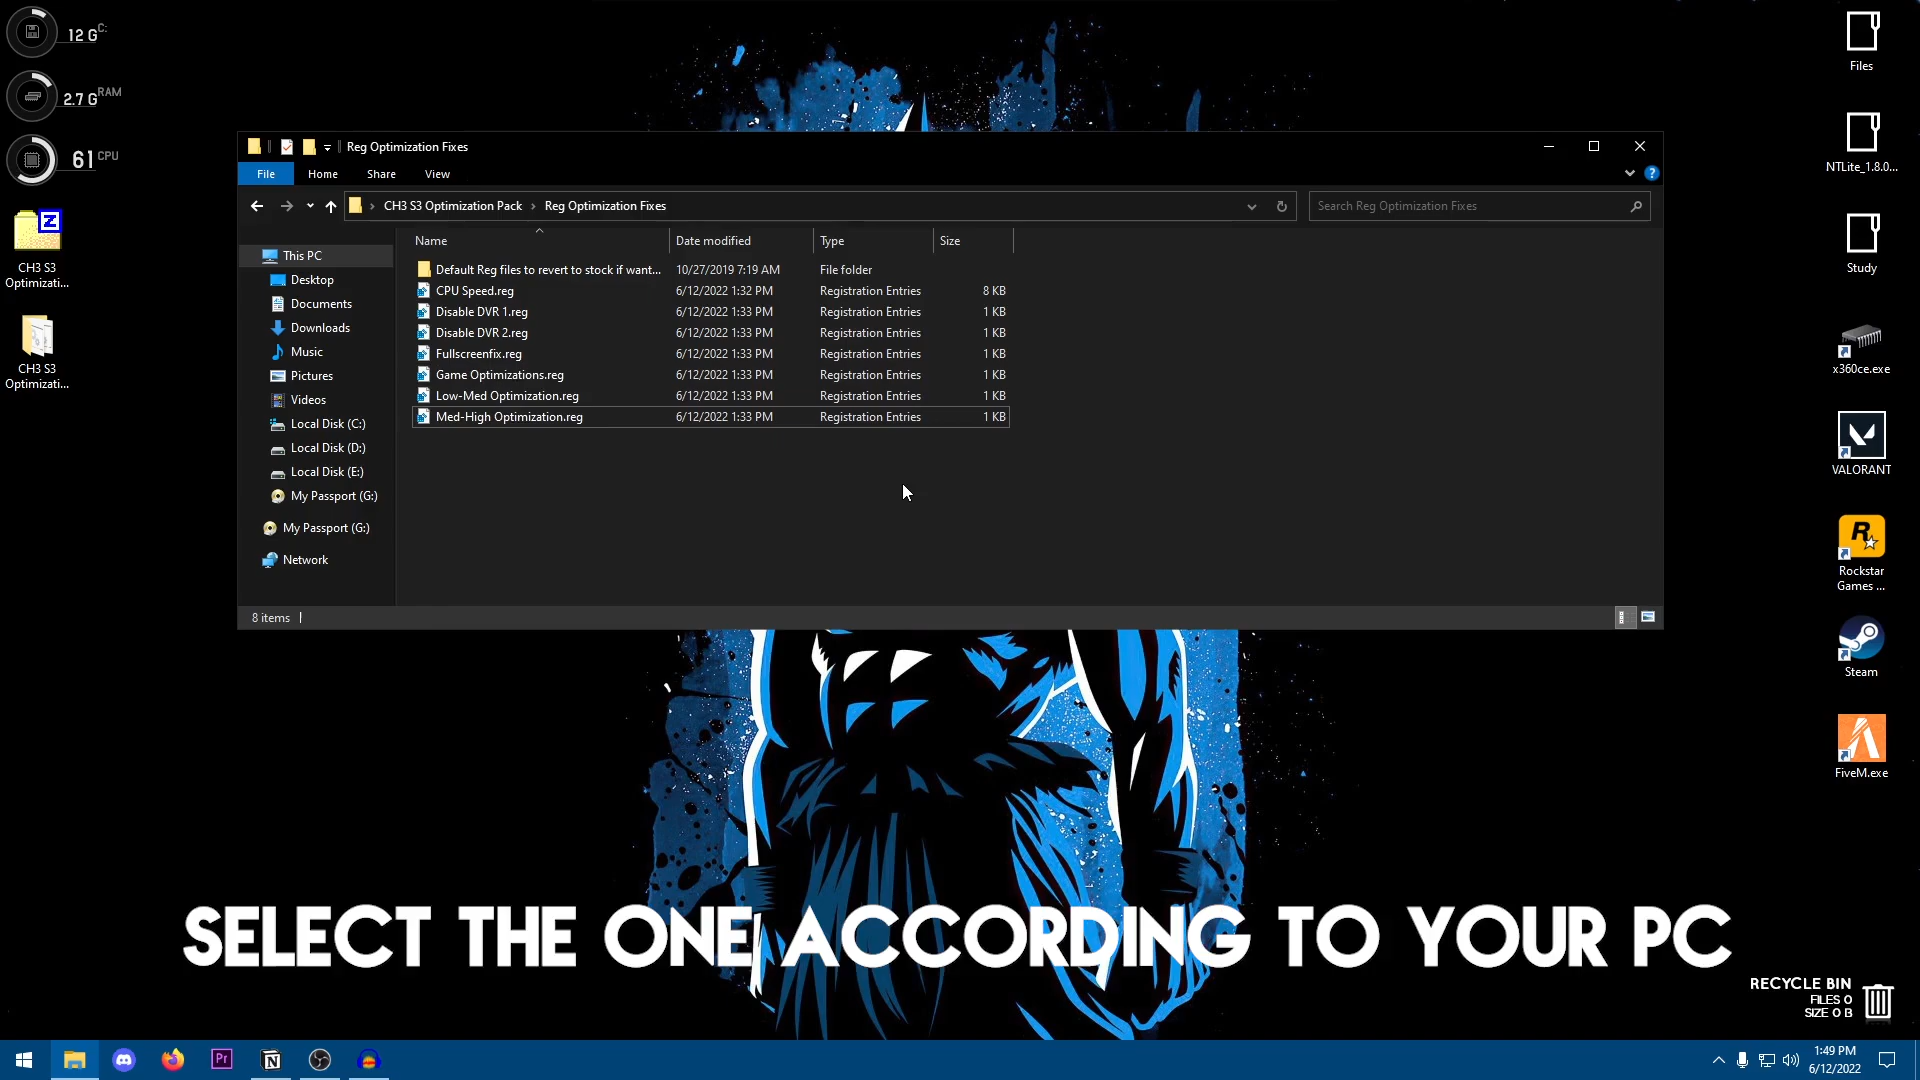 12 G C:
2.7 G RAM
61 CPU
CH3 S3
Optimizati...
CH3 S3
Optimizati...
Reg Optimization Fixes
File Home Share View
CH3 S3 Optimization Pack Reg Optimization Fixes
Search Reg Optimization Fixes
This PC
Desktop
Documents
Downloads
Music
Pictures
Videos
Local Disk (C:)
Local Disk (D:)
Local Disk (E:)
My Passport (G:)
My Passport (G:)
Network
Name Date modified Type Size
Default Reg files to revert to stock if want... 10/27/2019 7:19 AM File folder
CPU Speed.reg 6/12/2022 1:32 PM Registration Entries 8 KB
Disable DVR 1.reg 6/12/2022 1:33 PM Registration Entries 1 KB
Disable DVR 2.reg 6/12/2022 1:33 PM Registration Entries 1 KB
Fullscreenfix.reg 6/12/2022 1:33 PM Registration Entries 1 KB
Game Optimizations.reg 6/12/2022 1:33 PM Registration Entries 1 KB
Low-Med Optimization.reg 6/12/2022 1:33 PM Registration Entries 1 KB
Med-High Optimization.reg 6/12/2022 1:33 PM Registration Entries 1 KB
8 items
Files
NTLite_1.8.0...
Study
x360ce.exe
VALORANT
Rockstar
Games ...
Steam
FiveM.exe
SELECT THE ONE ACCORDING TO YOUR PC
RECYCLE BIN
FILES 0
SIZE 0 B
Pr
1:49 PM
6/12/2022